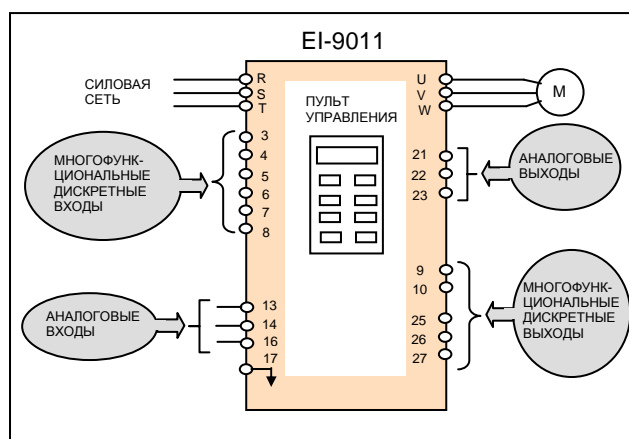 EI-9011
СИЛОВАЯ
СЕТЬ
R
S
T
U
V
W
М
ПУЛЬТ
УПРАВЛЕНИЯ
МНОГОФУНК-
ЦИОНАЛЬНЫЕ
ДИСКРЕТНЫЕ
ВХОДЫ
3
4
5
6
7
8
21
22
23
АНАЛОГОВЫЕ
ВЫХОДЫ
АНАЛОГОВЫЕ
ВХОДЫ
13
14
16
17
9
10
25
26
27
МНОГОФУНК-
ЦИОНАЛЬНЫЕ
ДИСКРЕТНЫЕ
ВЫХОДЫ